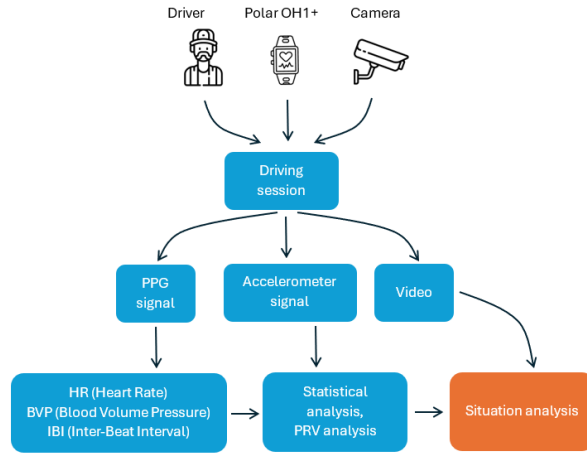 Driver
Polar OH1+
Camera
Driving
session
PPG
signal
Accelerometer
signal
Video
HR (Heart Rate)
BVP (Blood Volume Pressure)
IBI (Inter-Beat Interval)
Statistical
analysis,
PRV analysis
Situation analysis